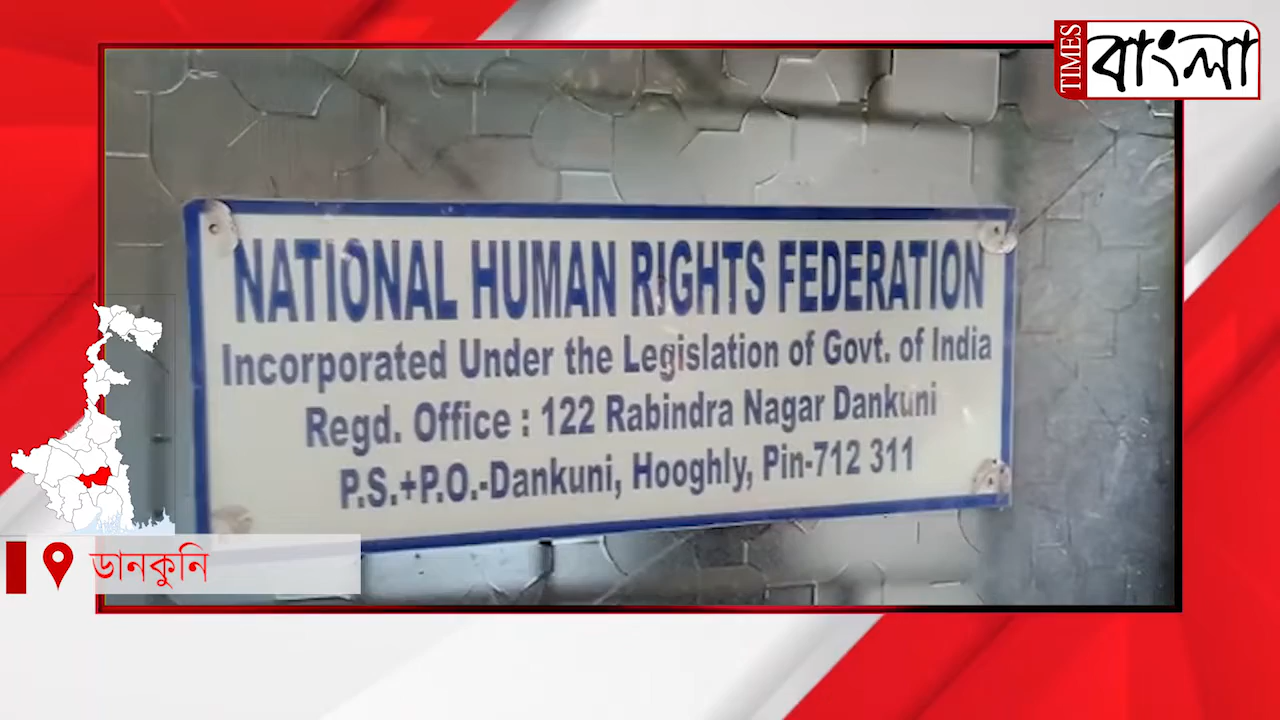 TIMES
বাংলা
NATIONAL HUMAN RIGHTS FEDERATION
Incorporated Under the Legislation of Govt. of India
Regd. Office : 122 Rabindra Nagar Dankuni
P.S.+P.O.-Dankuni, Hooghly, Pin-712 311
ডানকুনি